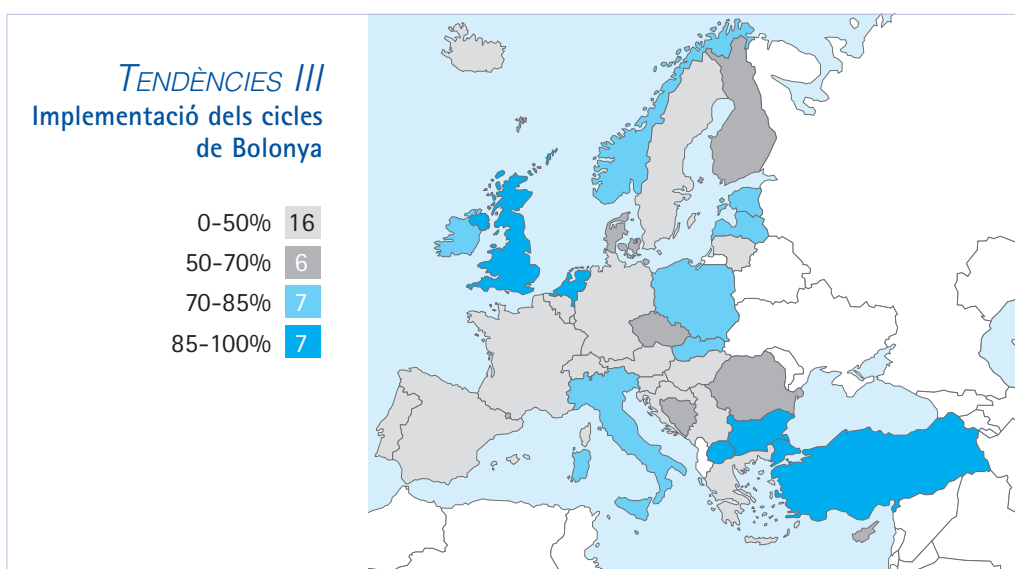 TENDÈNCIES III
Implementació dels cicles
de Bolonya
0-50% 16
50-70% 6
70-85% 7
85-100% 7